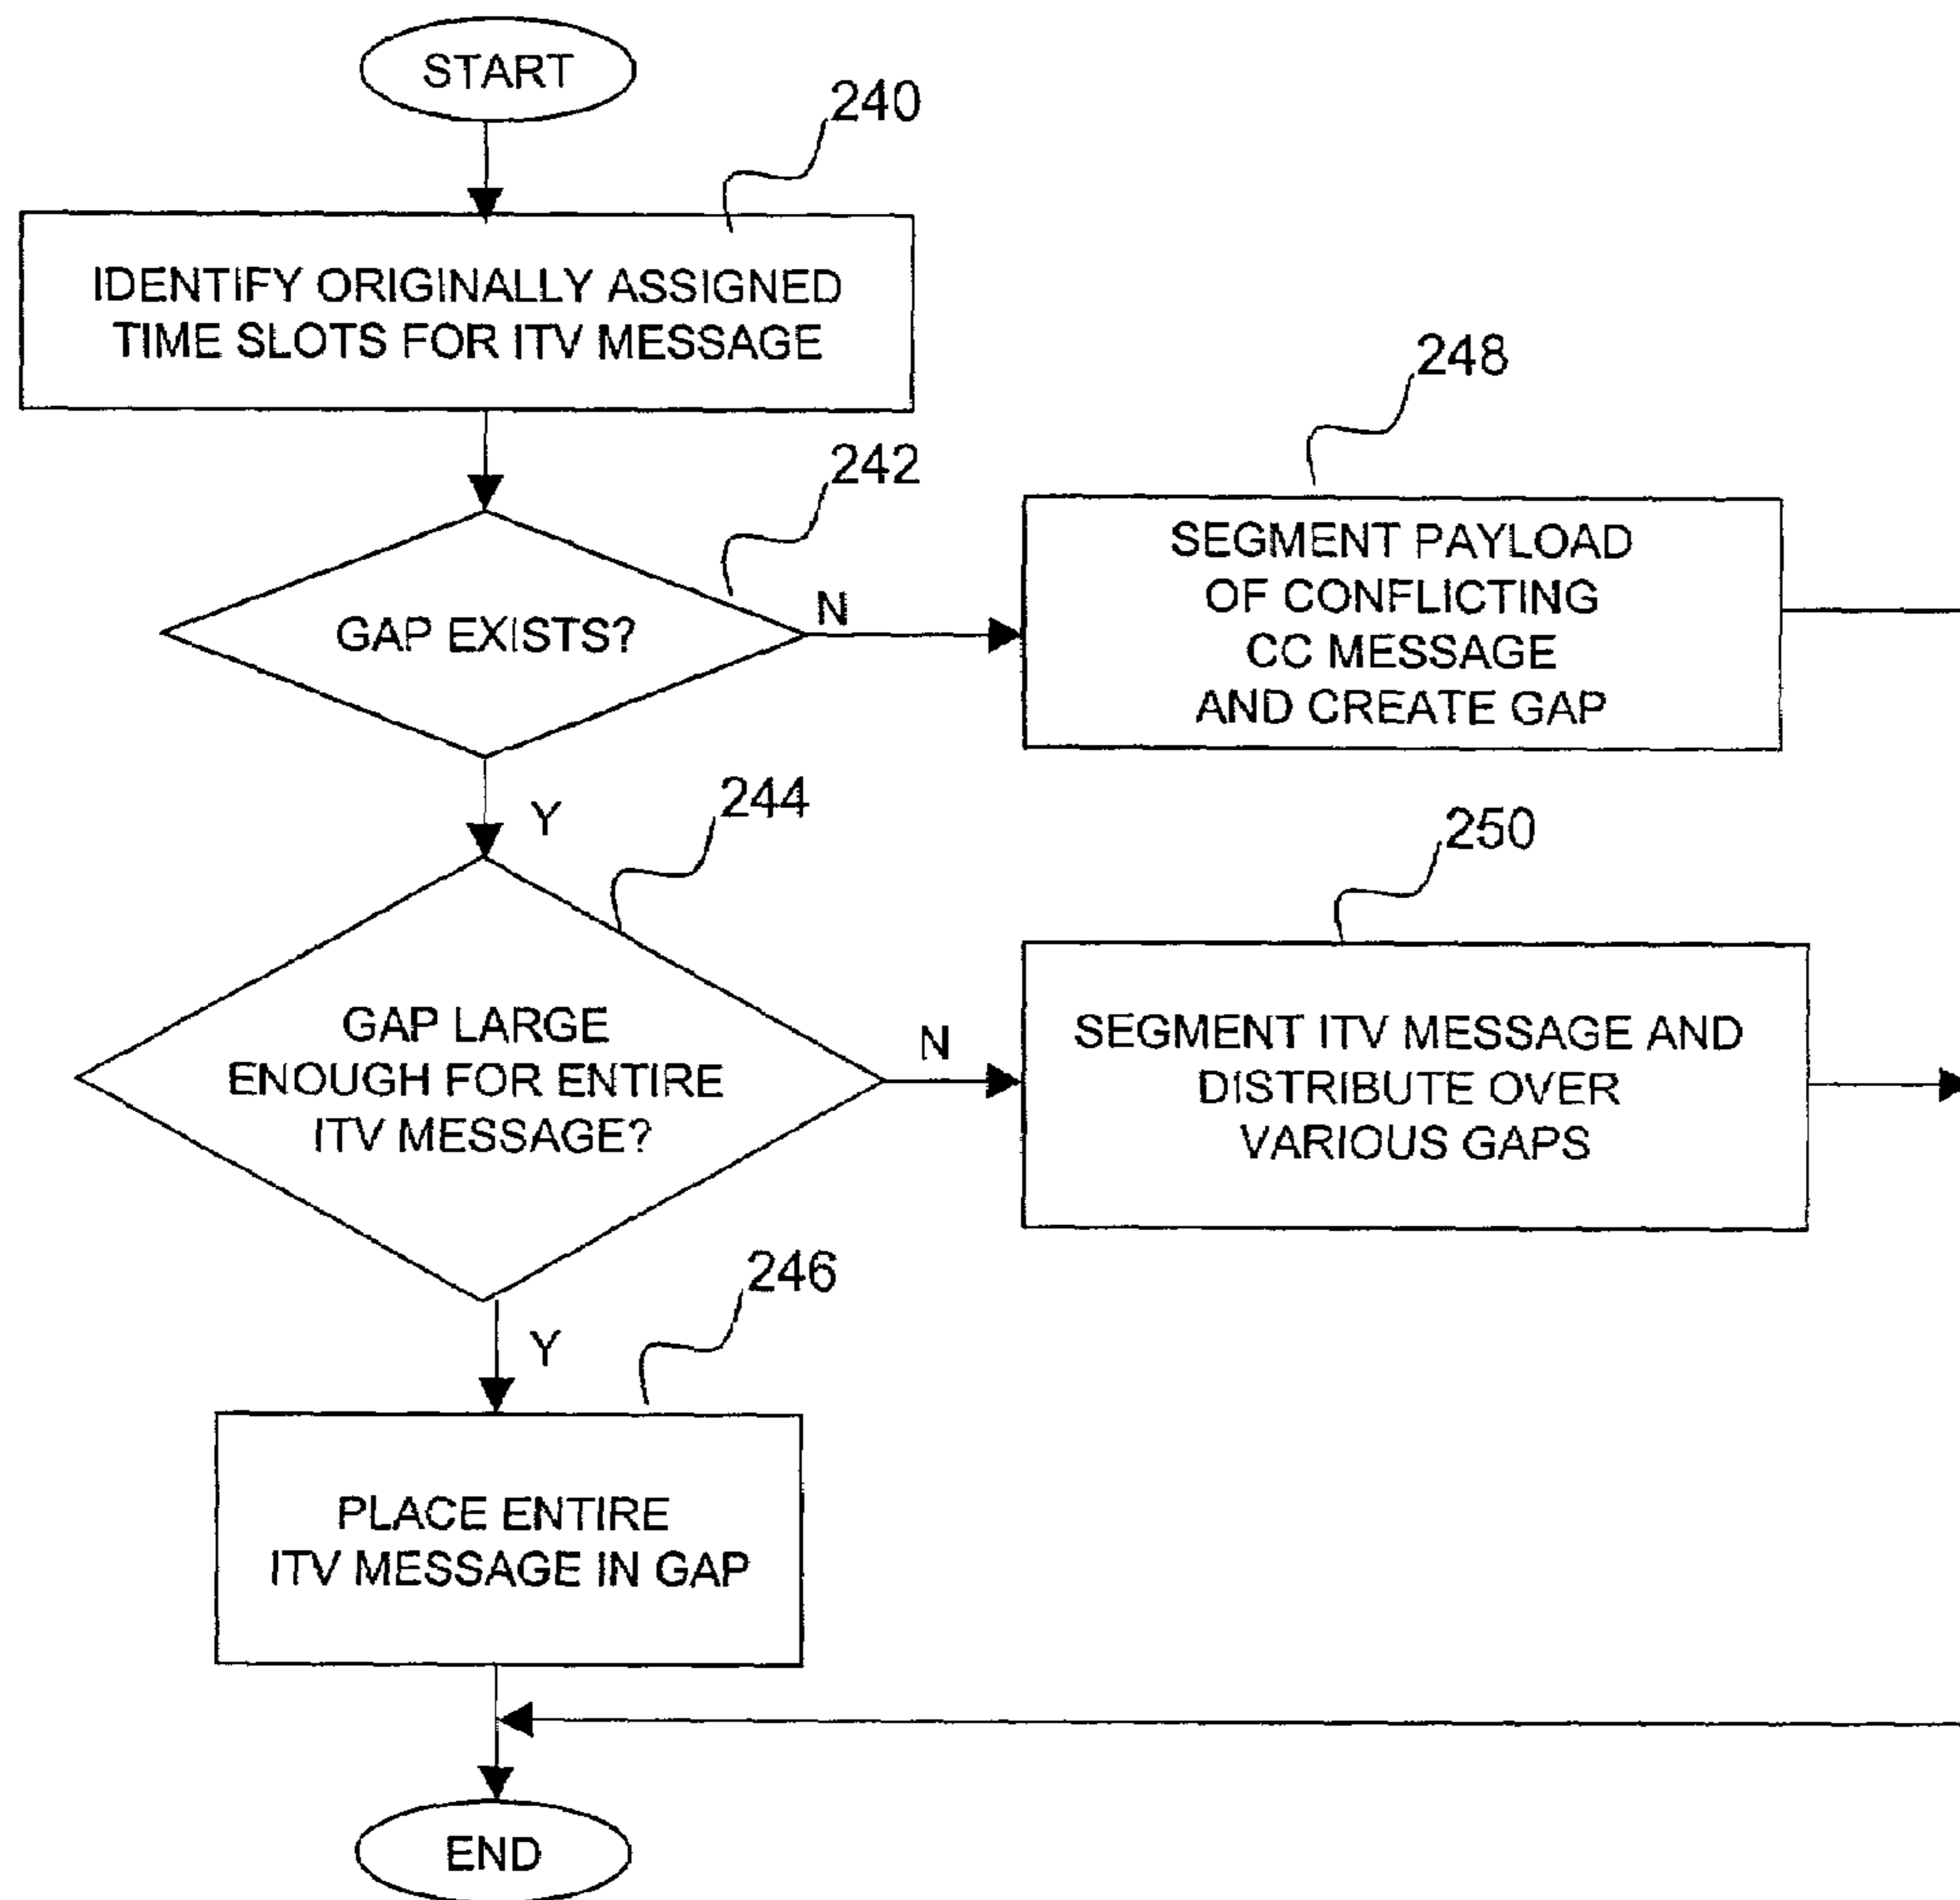 START
240
IDENTIFY ORIGINALLY ASSIGNED
TIME SLOTS FOR ITV MESSAGE
242
GAP EXISTS?
N
248
SEGMENT PAYLOAD
OF CONFLICTING
CC MESSAGE
AND CREATE GAP
Y
244
GAP LARGE
ENOUGH FOR ENTIRE
ITV MESSAGE?
N
250
SEGMENT ITV MESSAGE AND
DISTRIBUTE OVER
VARIOUS GAPS
Y
246
PLACE ENTIRE
ITV MESSAGE IN GAP
END